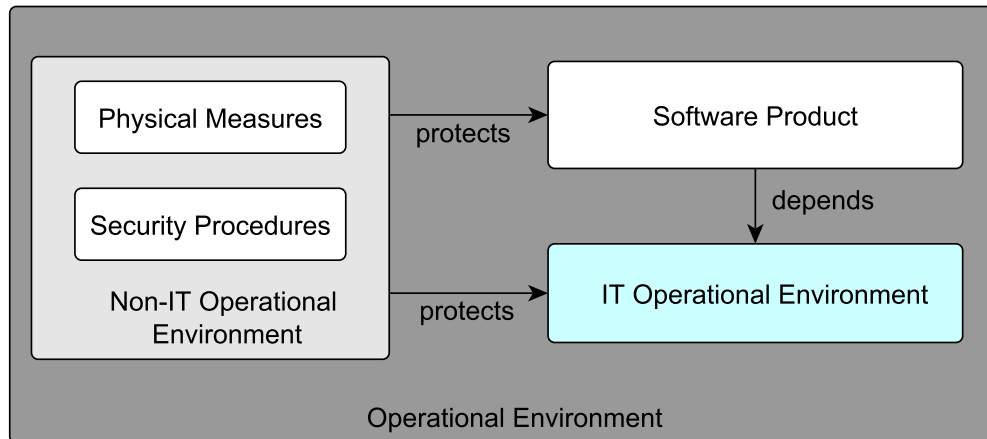 Physical Measures
Security Procedures
Non-IT Operational
Environment
protects
protects
Software Product
depends
IT Operational Environment
Operational Environment